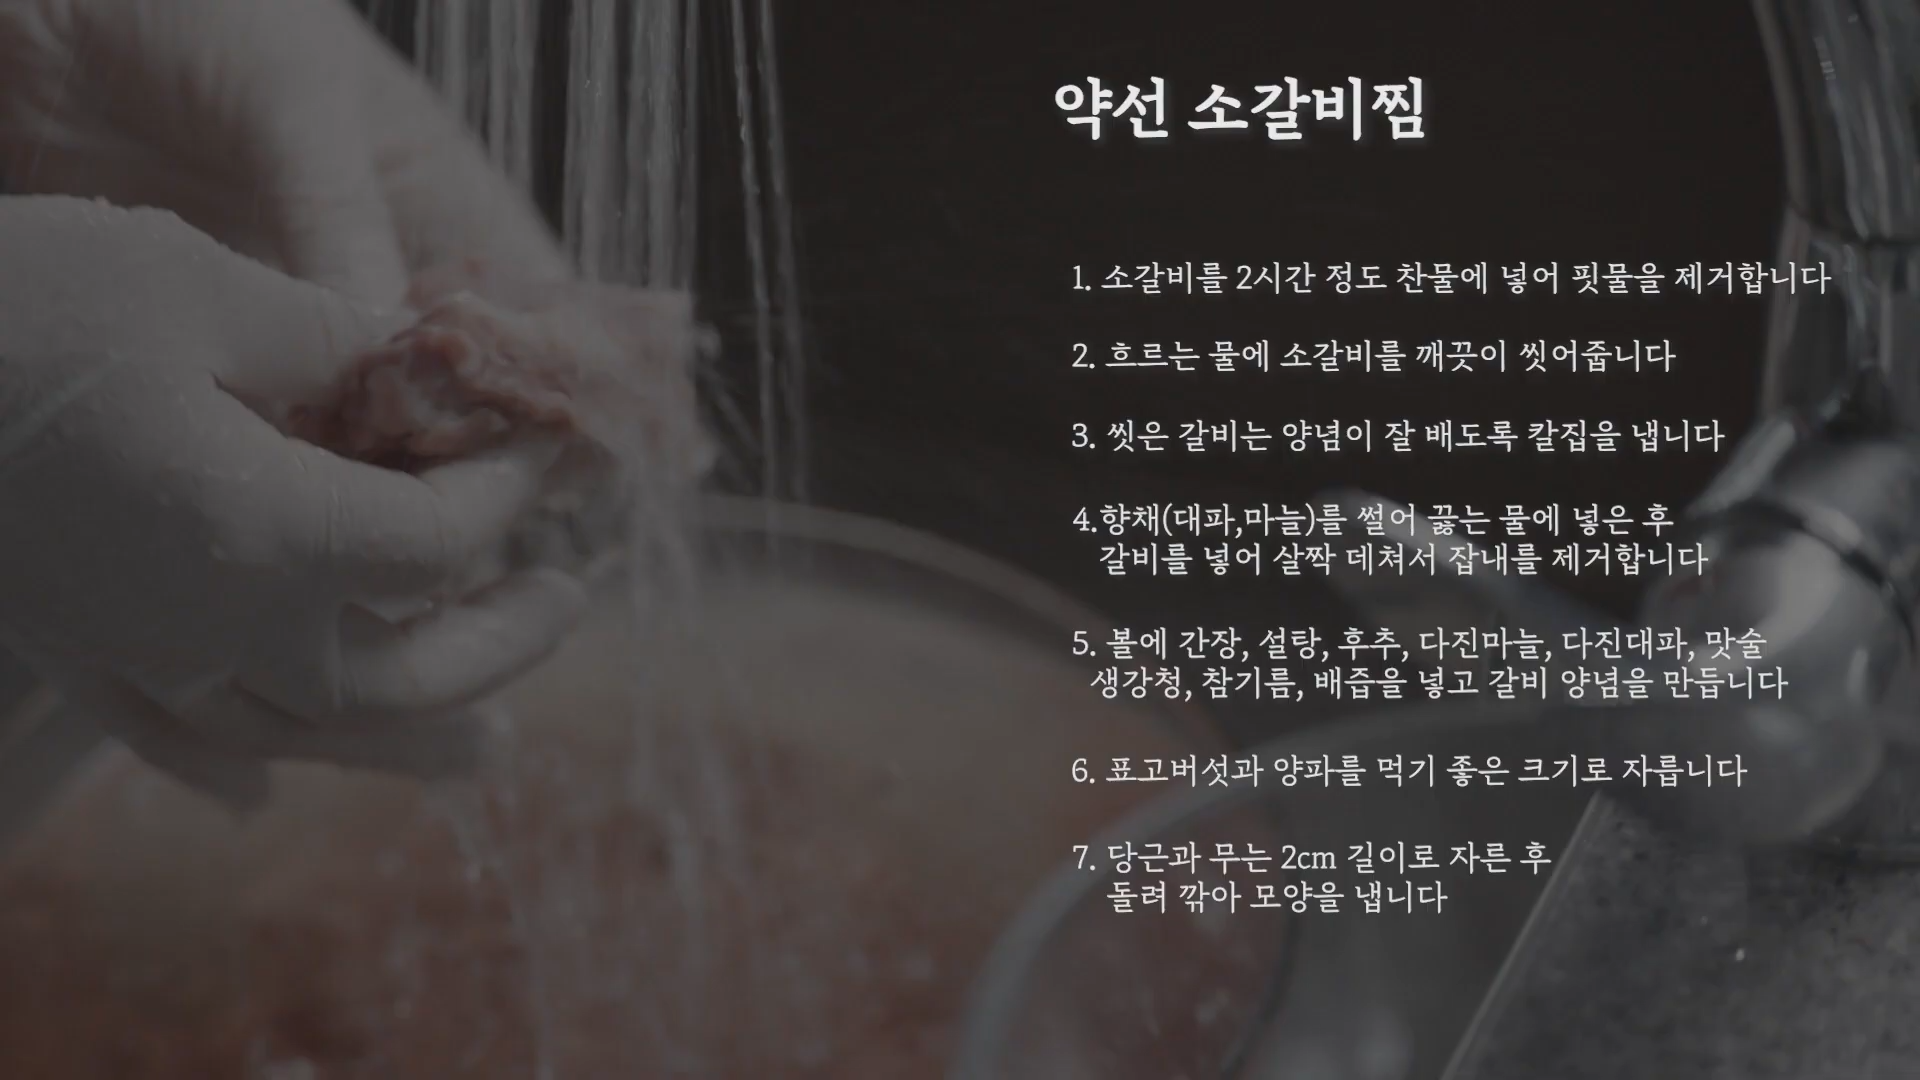 약선 소갈비찜
1. 소갈비를 2시간 정도 찬물에 넣어 핏물을 제거합니다
2. 흐르는 물에 소갈비를 깨끗이 씻어줍니다
3. 씻은 갈비는 양념이 잘 배도록 칼집을 냅니다
4.향채(대파,마늘)를 썰어 끓는 물에 넣은 후
갈비를 넣어 살짝 데쳐서 잡내를 제거합니다
5. 볼에 간장, 설탕, 후추, 다진마늘, 다진대파, 맛술
생강청, 참기름, 배즙을 넣고 갈비 양념을 만듭니다
6. 표고버섯과 양파를 먹기 좋은 크기로 자릅니다
7. 당근과 무는 2cm 길이로 자른 후
돌려 깎아 모양을 냅니다